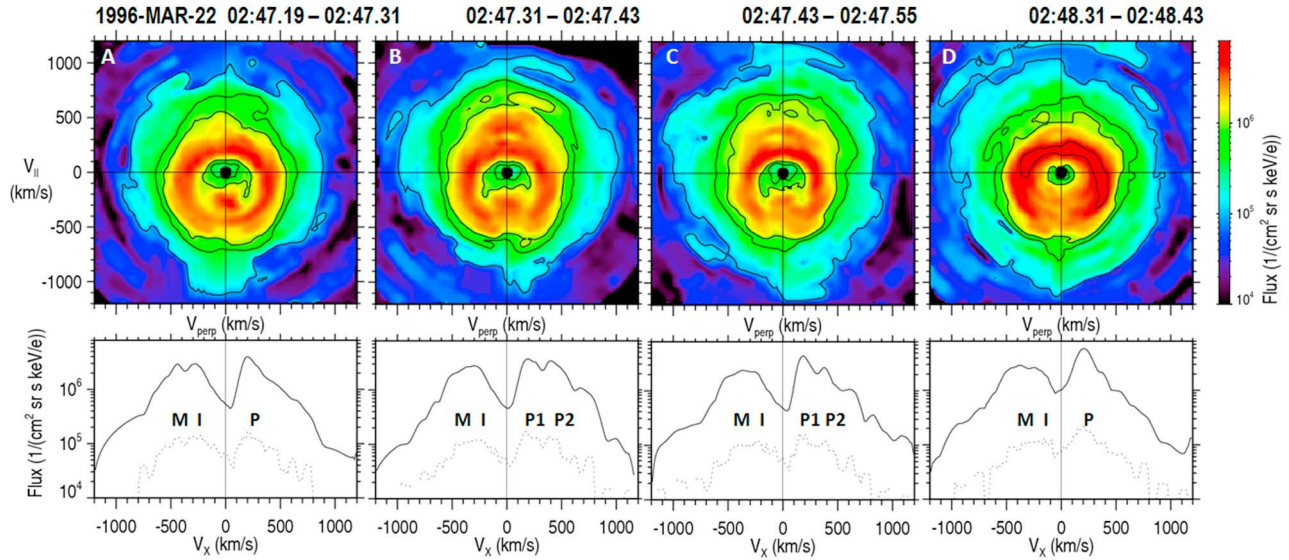 1996-MAR-22 02:47.19 – 02:47.31 02:47.31 – 02:47.43 02:47.43 – 02:47.55 02:48.31 – 02:48.43
A B C D
1000
500
0
-500
-1000
V|| (km/s)
10^6
10^5
10^4
Flux (1/(cm^2 sr s keV/e))
V_perp (km/s) V_perp (km/s) V_perp (km/s) V_perp (km/s)
Flux (1/(cm^2 sr s keV/e))
10^6
10^5
10^4
M I P M I P1 P2 M I P1 P2 M I P
-1000 -500 0 500 1000 -1000 -500 0 500 1000 -1000 -500 0 500 1000 -1000 -500 0 500 1000
V_X (km/s) V_X (km/s) V_X (km/s) V_X (km/s)